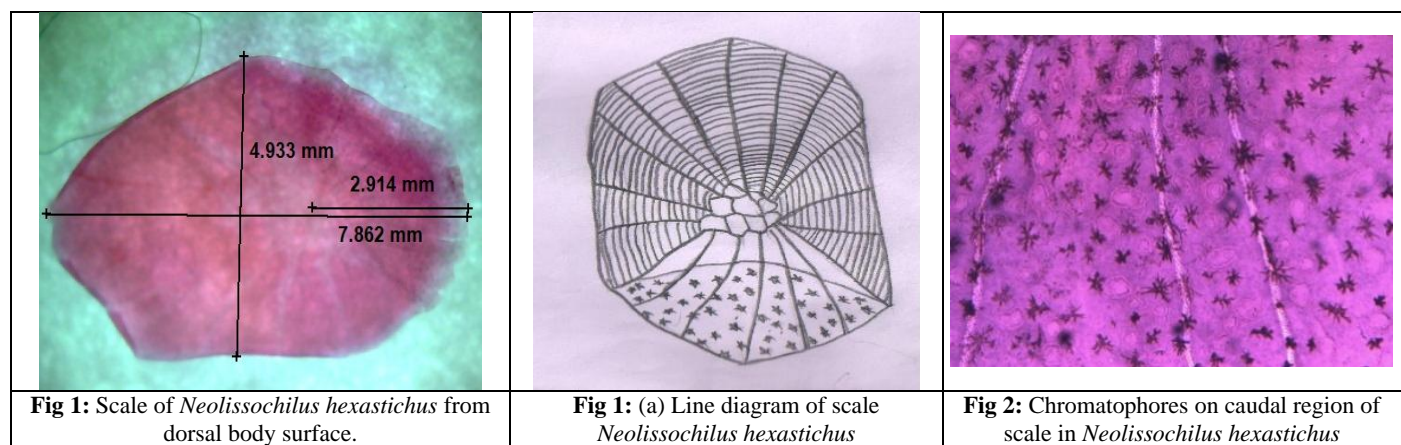 4.933 mm
2.914 mm
7.862 mm
Fig 1: Scale of Neolissochilus hexastichus from
dorsal body surface.
Fig 1: (a) Line diagram of scale
Neolissochilus hexastichus
Fig 2: Chromatophores on caudal region of
scale in Neolissochilus hexastichus